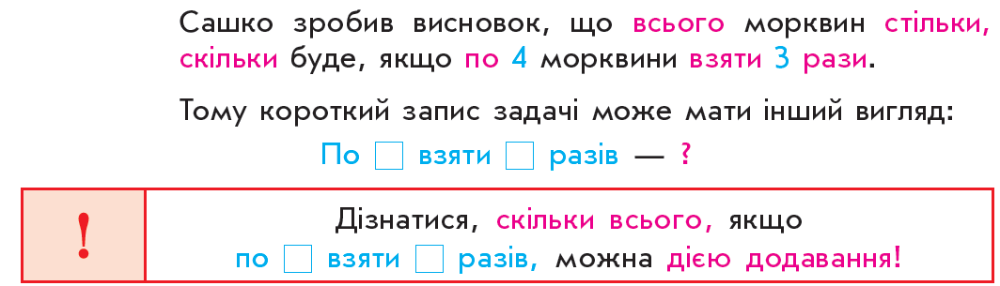 Сашко зробив висновок, що всього морквин стільки,
скільки буде, якщо по 4 морквини взяти 3 рази.
Тому короткий запис задачі може мати інший вигляд:
По □ взяти □ разів — ?
! Дізнатися, скільки всього, якщо
по □ взяти □ разів, можна дією додавання!